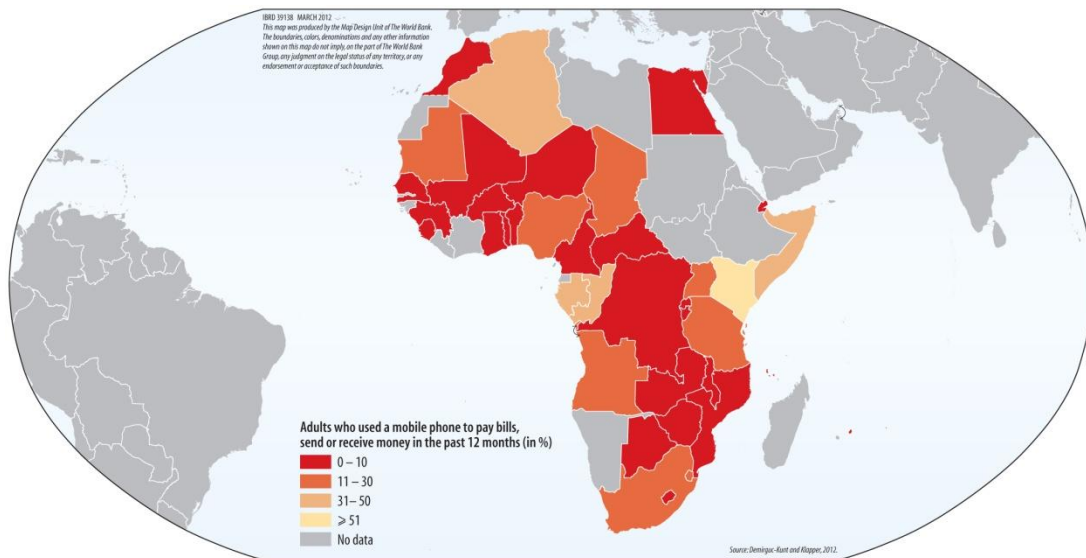 IBRD 39138 MARCH 2012
This map was produced by the Map Design Unit of The World Bank.
The boundaries, colors, denominations and any other information
shown on this map do not imply, on the part of The World Bank
Group, any judgment on the legal status of any territory, or any
endorsement or acceptance of such boundaries.
Adults who used a mobile phone to pay bills,
send or receive money in the past 12 months (in %)
0 – 10
11 – 30
31– 50
⩾ 51
No data
Source: Demirguc-Kunt and Klapper, 2012.